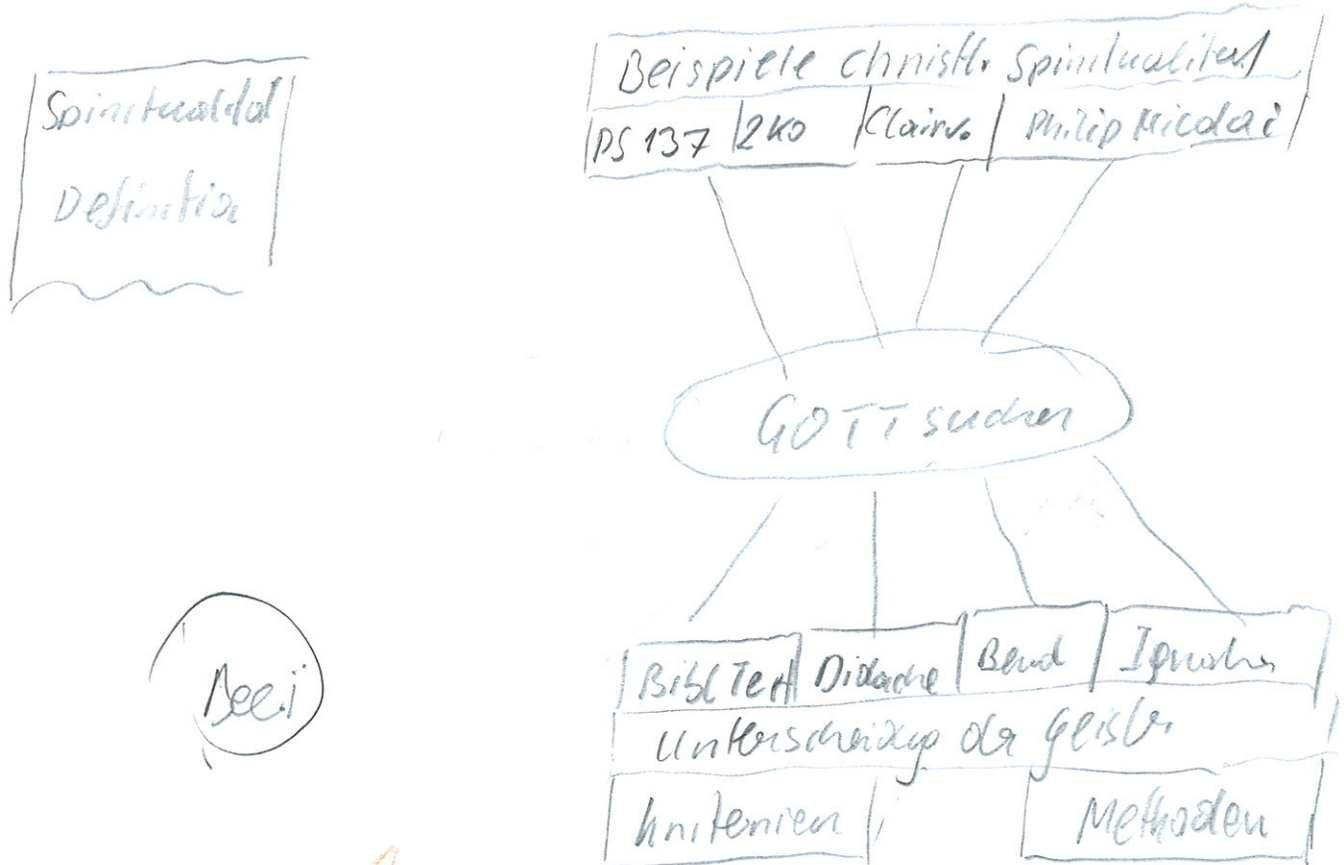 Spiritualität
Definition
Beispiele christl. Spiritualität
PS 137 2KO Clairv. Philip Nicolai
GOTT suchen
Bibl Text Didache Ignatius
Unterscheidung der Geister
Kriterien Methoden